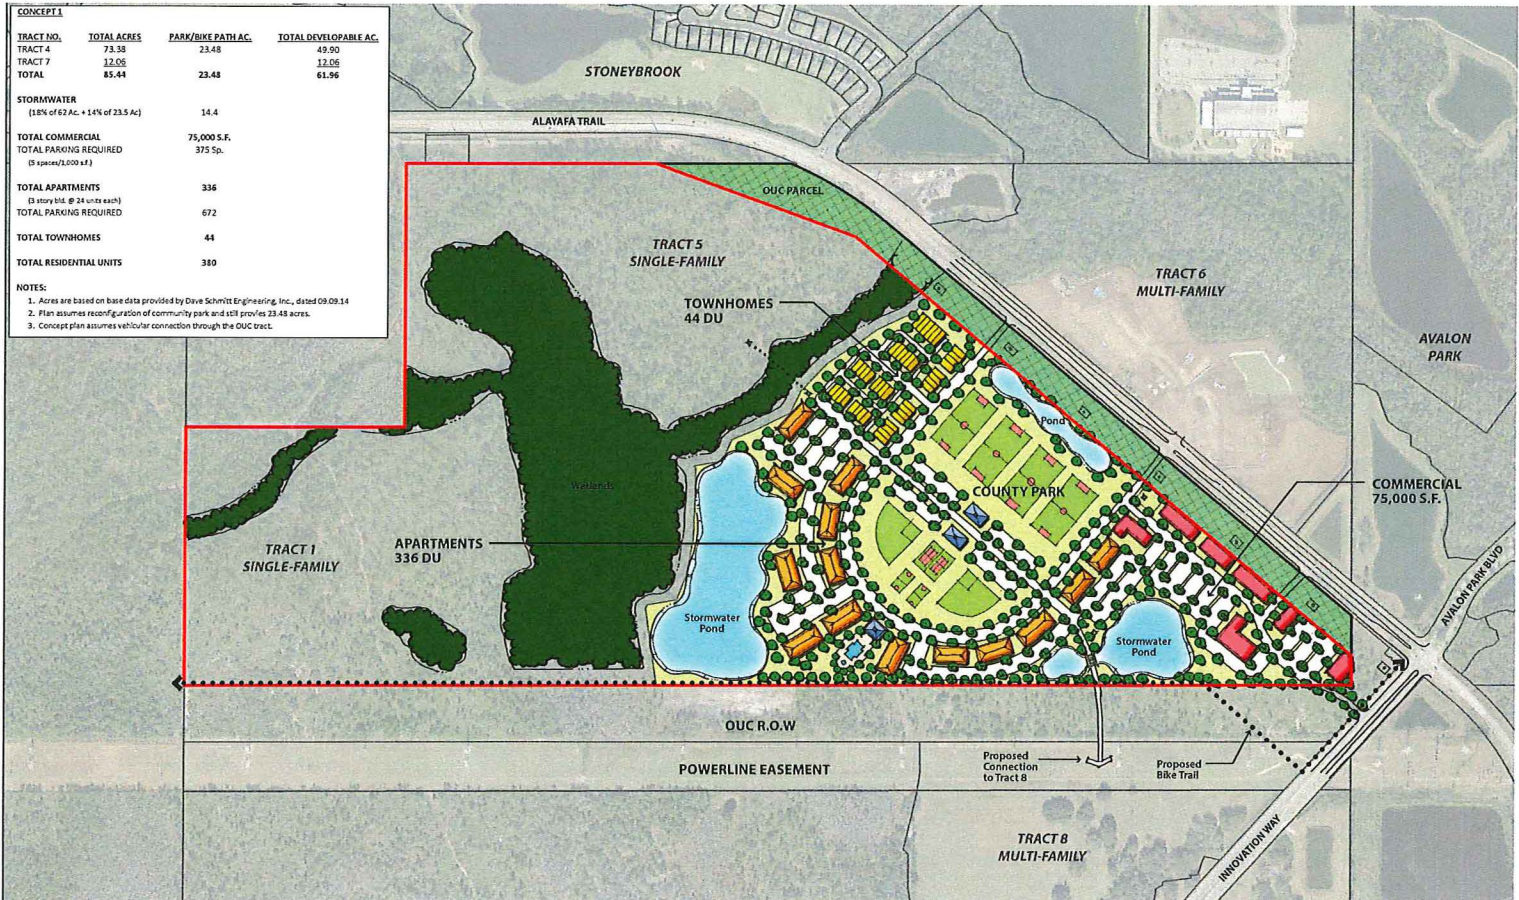 CONCEPT 1
TRACT NO. TOTAL ACRES PARK/BIKE PATH AC. TOTAL DEVELOPABLE AC.
TRACT 4 73.38 23.48 49.90
TRACT 7 12.06 12.06
TOTAL 85.44 23.48 61.96
STORMWATER
(18% of 62 Ac. + 14% of 23.5 Ac) 14.4
TOTAL COMMERCIAL 75,000 S.F.
TOTAL PARKING REQUIRED 375 Sp.
(5 spaces/1,000 s.f.)
TOTAL APARTMENTS 336
(3 story bld. @ 24 units each)
TOTAL PARKING REQUIRED 672
TOTAL TOWNHOMES 44
TOTAL RESIDENTIAL UNITS 380
NOTES:
1. Acres are based on base data provided by Dave Schmitt Engineering, Inc., dated 09.09.14
2. Plan assumes reconfiguration of community park and still provies 23.48 acres.
3. Concept plan assumes vehicular connection through the OUC tract.
STONEYBROOK
ALAYAFA TRAIL
OUC PARCEL
TRACT 5
SINGLE-FAMILY
TRACT 6
MULTI-FAMILY
TOWNHOMES
44 DU
AVALON
PARK
Pond
COUNTY PARK
COMMERCIAL
75,000 S.F.
Wetlands
APARTMENTS
336 DU
TRACT 1
SINGLE-FAMILY
AVALON PARK BLVD
Stormwater
Pond
Stormwater
Pond
OUC R.O.W
POWERLINE EASEMENT
Proposed
Connection
to Tract 8
Proposed
Bike Trail
TRACT 8
MULTI-FAMILY
INNOVATION WAY